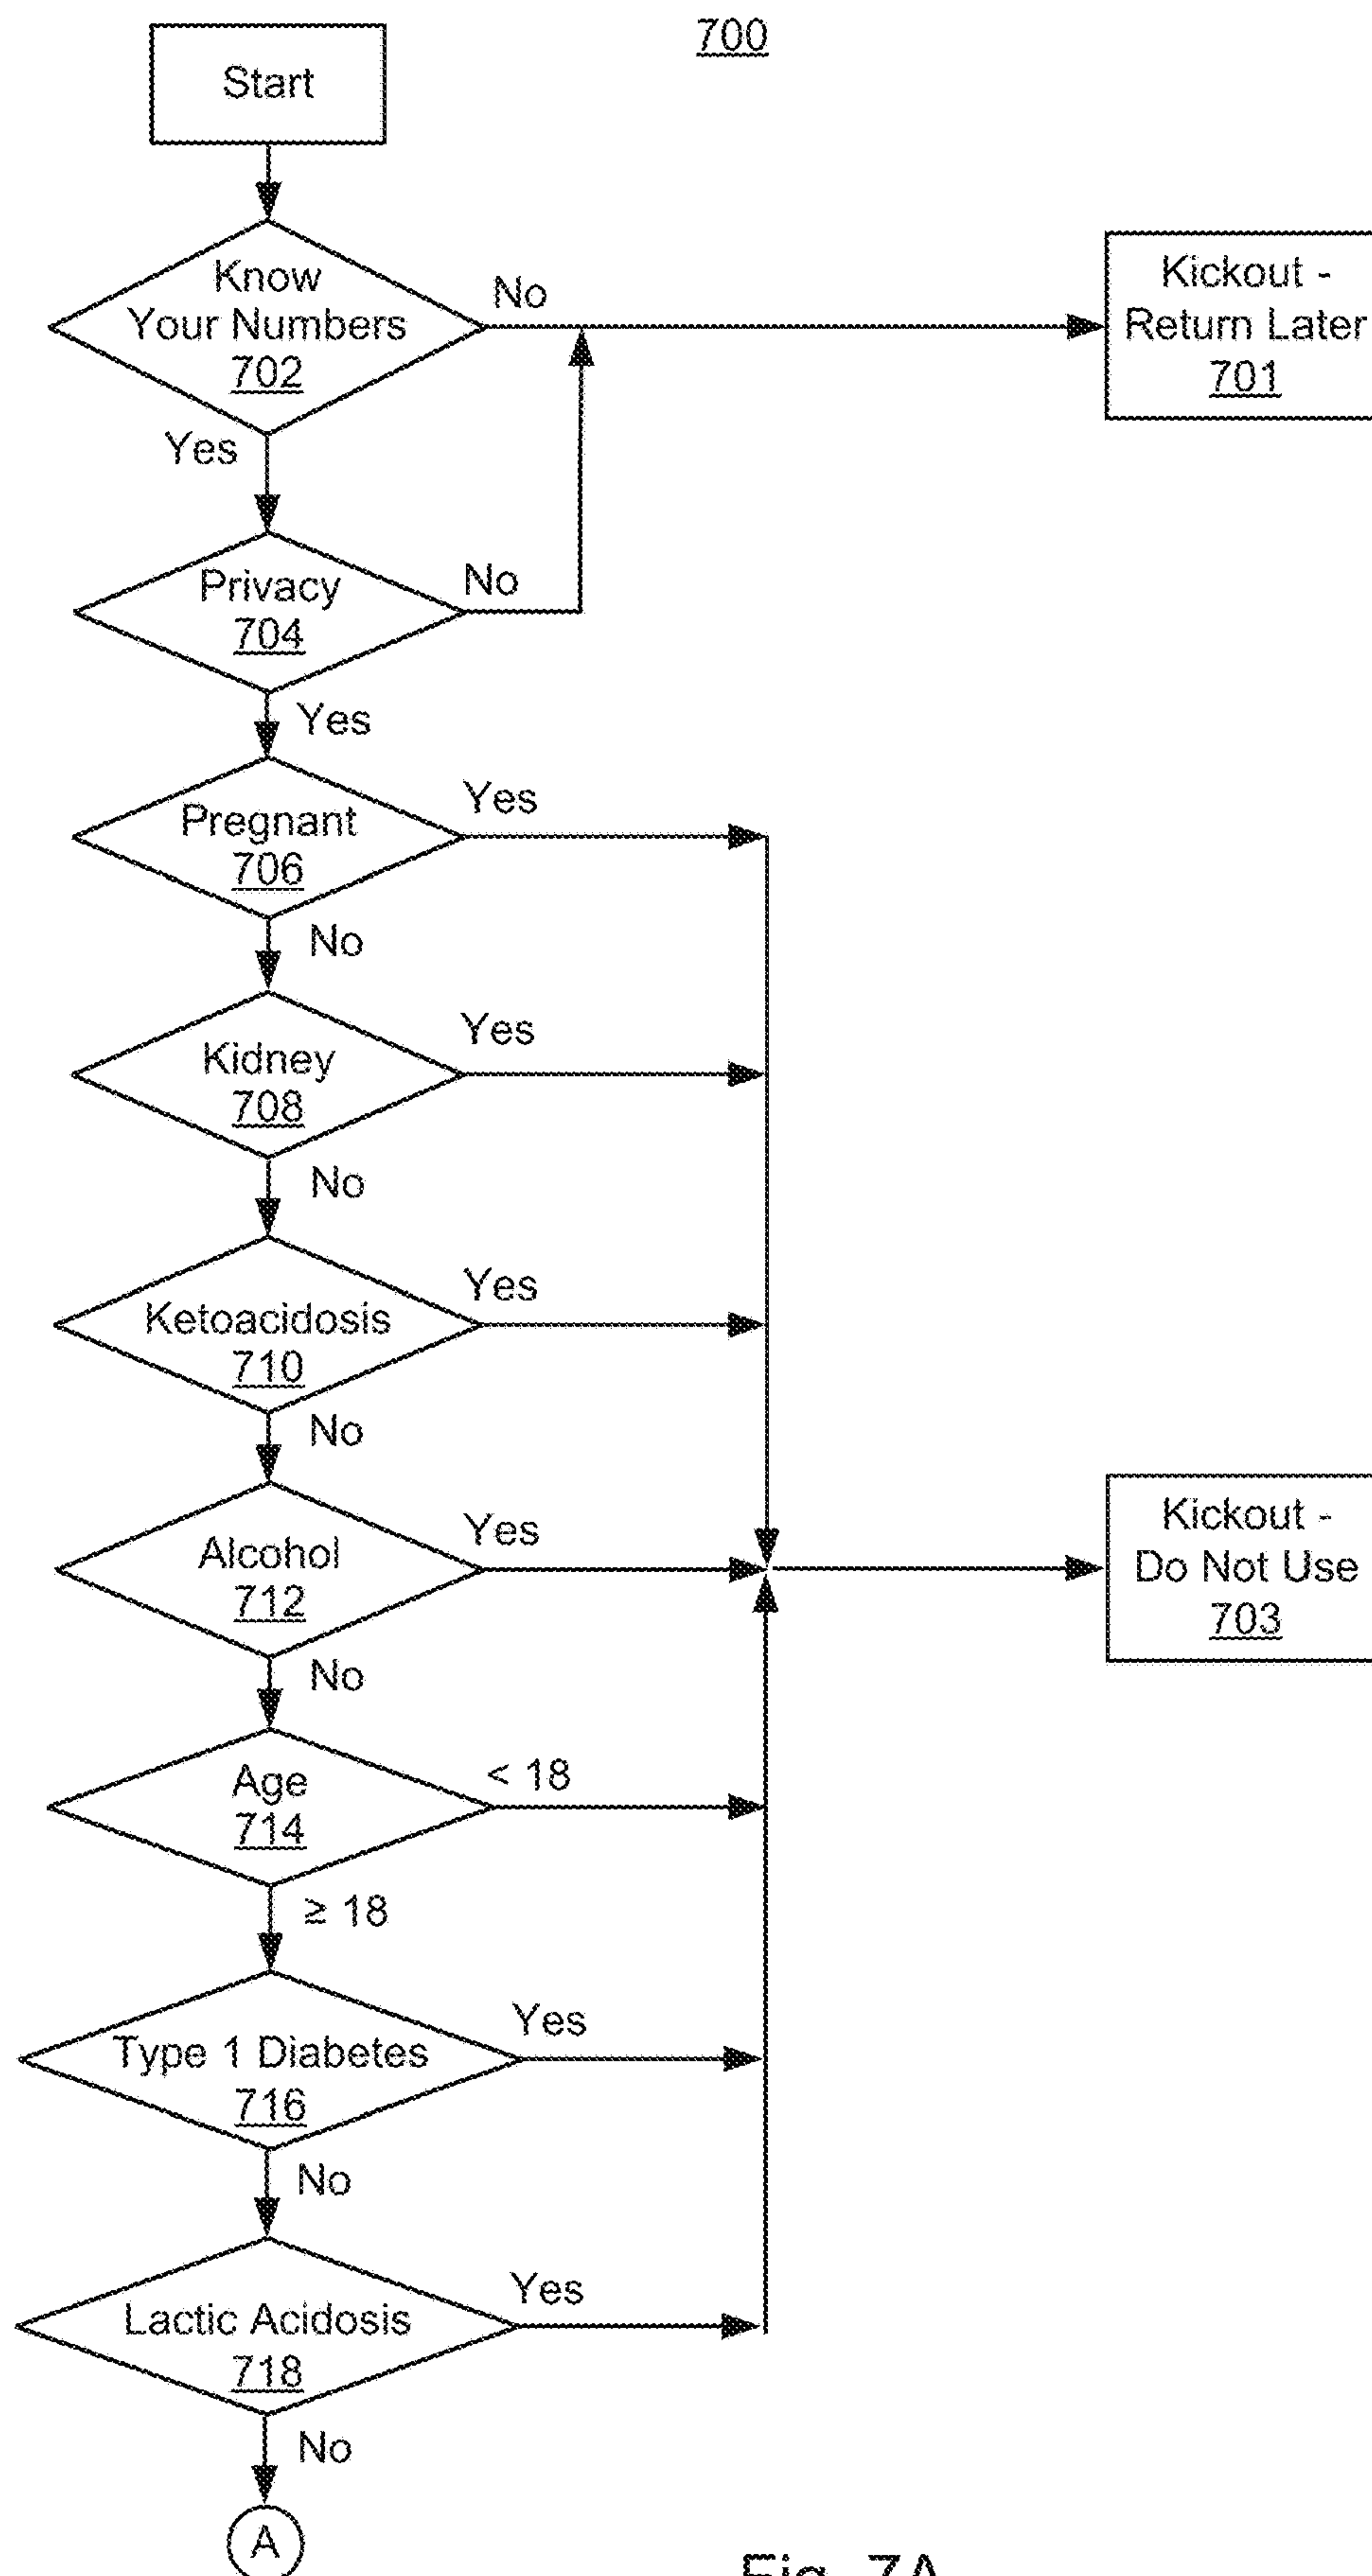 700
Start
Know
Your Numbers
702
No
Kickout -
Return Later
701
Yes
Privacy
704
No
Yes
Pregnant
706
Yes
No
Kidney
708
Yes
No
Ketoacidosis
710
Yes
No
Alcohol
712
Yes
Kickout -
Do Not Use
703
No
Age
714
< 18
≥ 18
Type 1 Diabetes
716
Yes
No
Lactic Acidosis
718
Yes
No
A
Fig. 7A